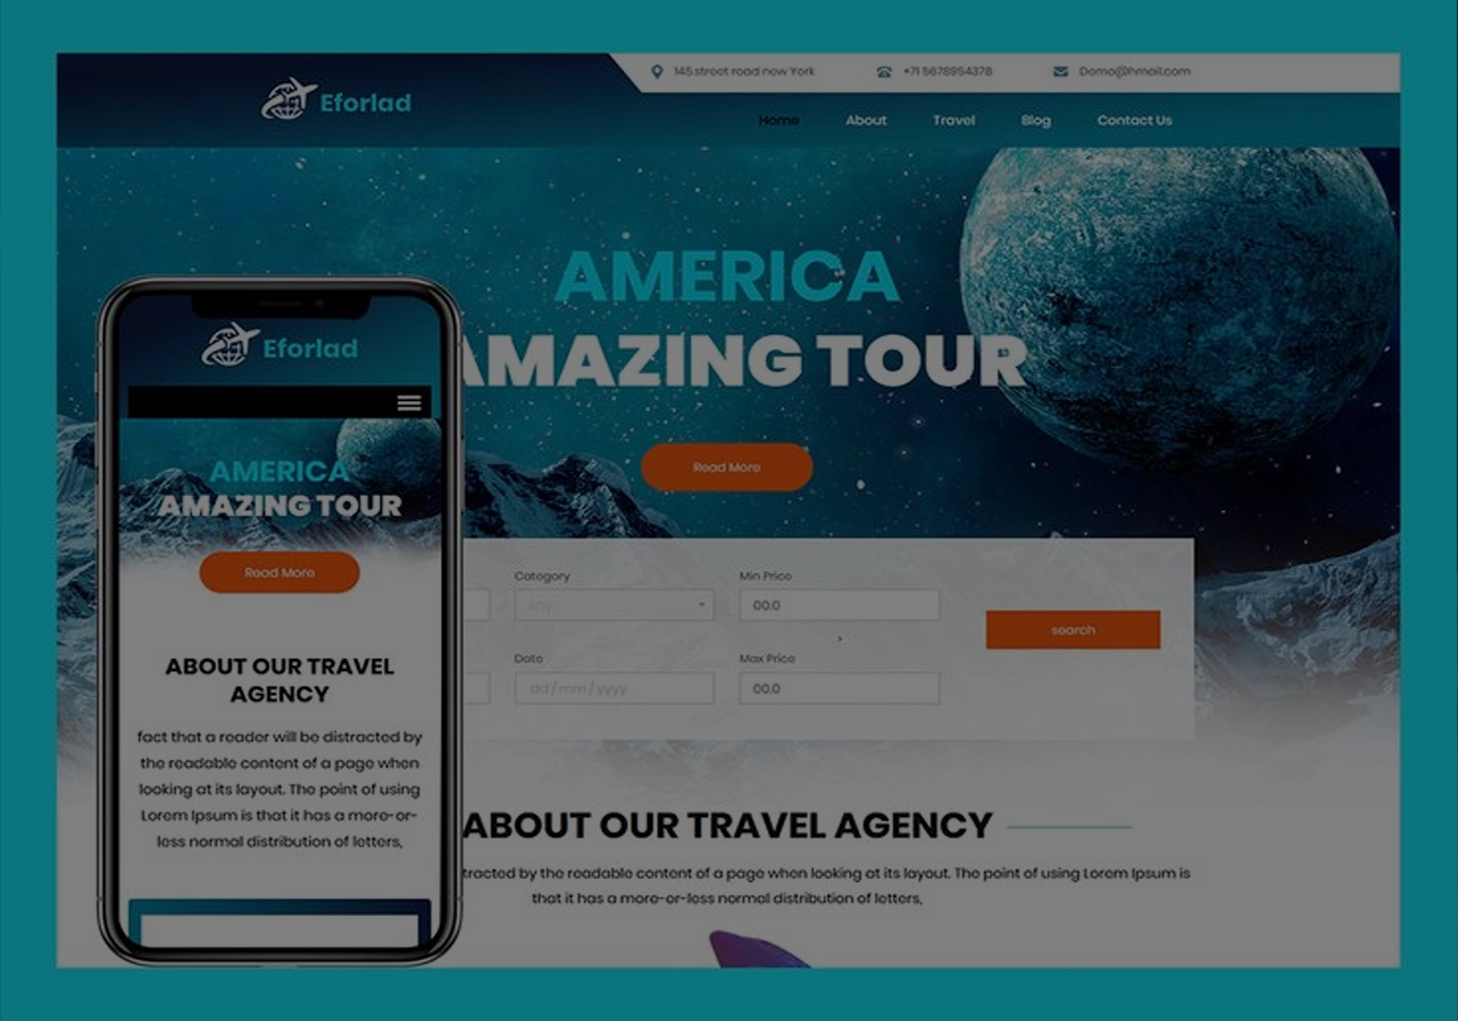 145.street road now York
+71 5678954378
Domo@hmail.com
Eforlad
Home
About
Travel
Blog
Contact Us
AMERICA
AMAZING TOUR
Read More
Category
Any
Min Price
00.0
search
Date
dd / mm / yyyy
Max Price
00.0
ABOUT OUR TRAVEL AGENCY
tracted by the readable content of a page when looking at its layout. The point of using Lorem Ipsum is
that it has a more-or-less normal distribution of letters,
Eforlad
AMERICA
AMAZING TOUR
Read More
ABOUT OUR TRAVEL
AGENCY
fact that a reader will be distracted by
the readable content of a page when
looking at its layout. The point of using
Lorem Ipsum is that it has a more-or-
less normal distribution of letters,